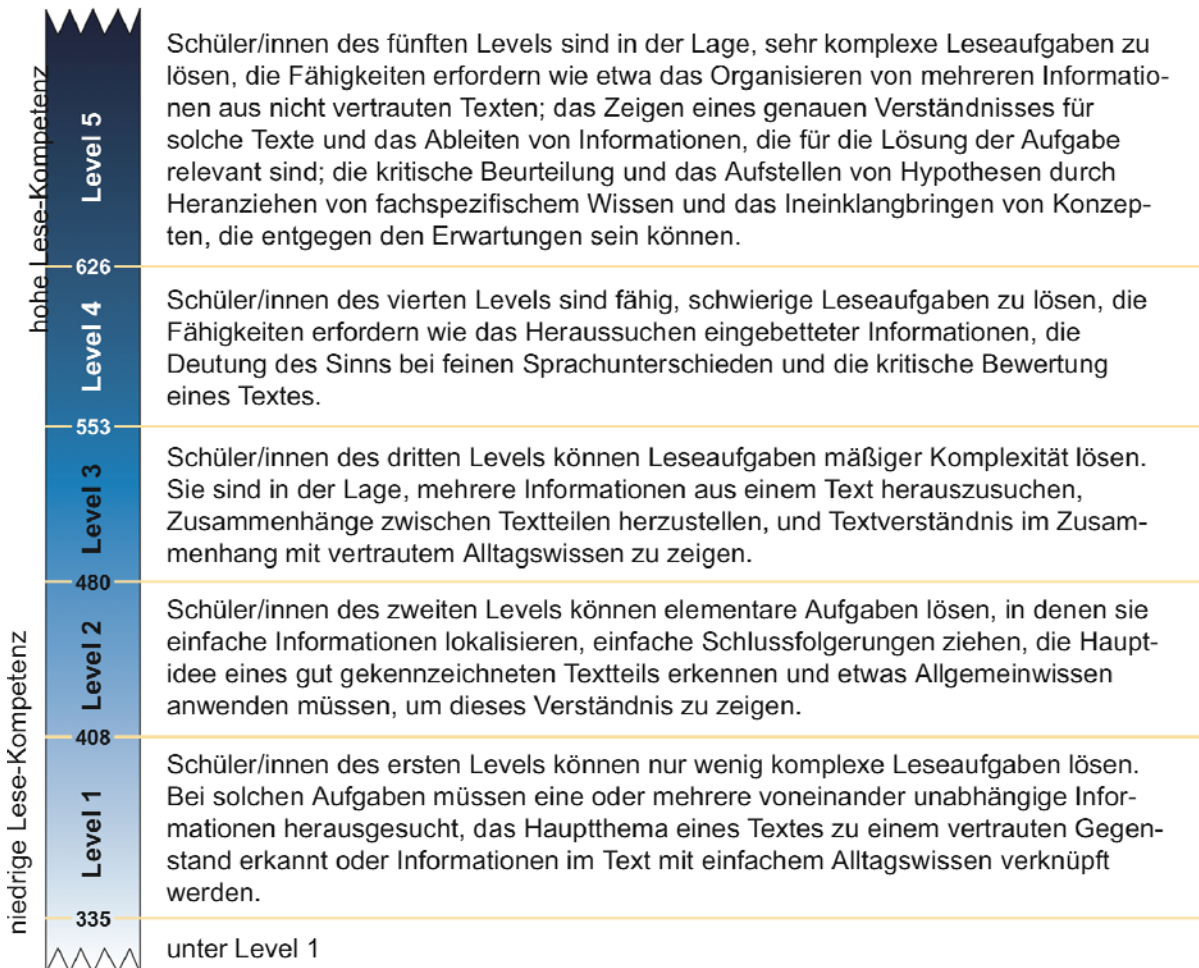 hohe Lese-Kompetenz
Level 5
Schüler/innen des fünften Levels sind in der Lage, sehr komplexe Leseaufgaben zu
lösen, die Fähigkeiten erfordern wie etwa das Organisieren von mehreren Informatio-
nen aus nicht vertrauten Texten; das Zeigen eines genauen Verständnisses für
solche Texte und das Ableiten von Informationen, die für die Lösung der Aufgabe
relevant sind; die kritische Beurteilung und das Aufstellen von Hypothesen durch
Heranziehen von fachspezifischem Wissen und das Ineinklangbringen von Konzep-
ten, die entgegen den Erwartungen sein können.
626
Level 4
Schüler/innen des vierten Levels sind fähig, schwierige Leseaufgaben zu lösen, die
Fähigkeiten erfordern wie das Heraussuchen eingebetteter Informationen, die
Deutung des Sinns bei feinen Sprachunterschieden und die kritische Bewertung
eines Textes.
553
Level 3
Schüler/innen des dritten Levels können Leseaufgaben mäßiger Komplexität lösen.
Sie sind in der Lage, mehrere Informationen aus einem Text herauszusuchen,
Zusammenhänge zwischen Textteilen herzustellen, und Textverständnis im Zusam-
menhang mit vertrautem Alltagswissen zu zeigen.
480
niedrige Lese-Kompetenz
Level 2
Schüler/innen des zweiten Levels können elementare Aufgaben lösen, in denen sie
einfache Informationen lokalisieren, einfache Schlussfolgerungen ziehen, die Haupt-
idee eines gut gekennzeichneten Textteils erkennen und etwas Allgemeinwissen
anwenden müssen, um dieses Verständnis zu zeigen.
408
Level 1
Schüler/innen des ersten Levels können nur wenig komplexe Leseaufgaben lösen.
Bei solchen Aufgaben müssen eine oder mehrere voneinander unabhängige Infor-
mationen herausgesucht, das Hauptthema eines Textes zu einem vertrauten Gegen-
stand erkannt oder Informationen im Text mit einfachem Alltagswissen verknüpft
werden.
335
unter Level 1